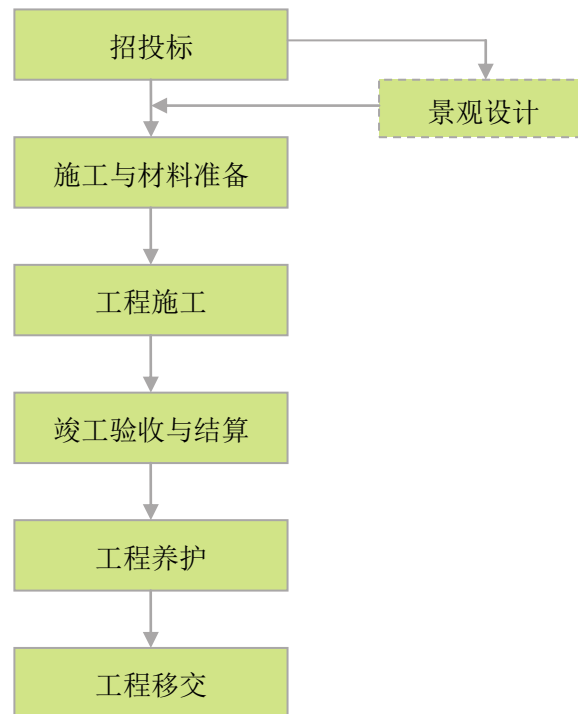 招投标
景观设计
施工与材料准备
工程施工
竣工验收与结算
工程养护
工程移交